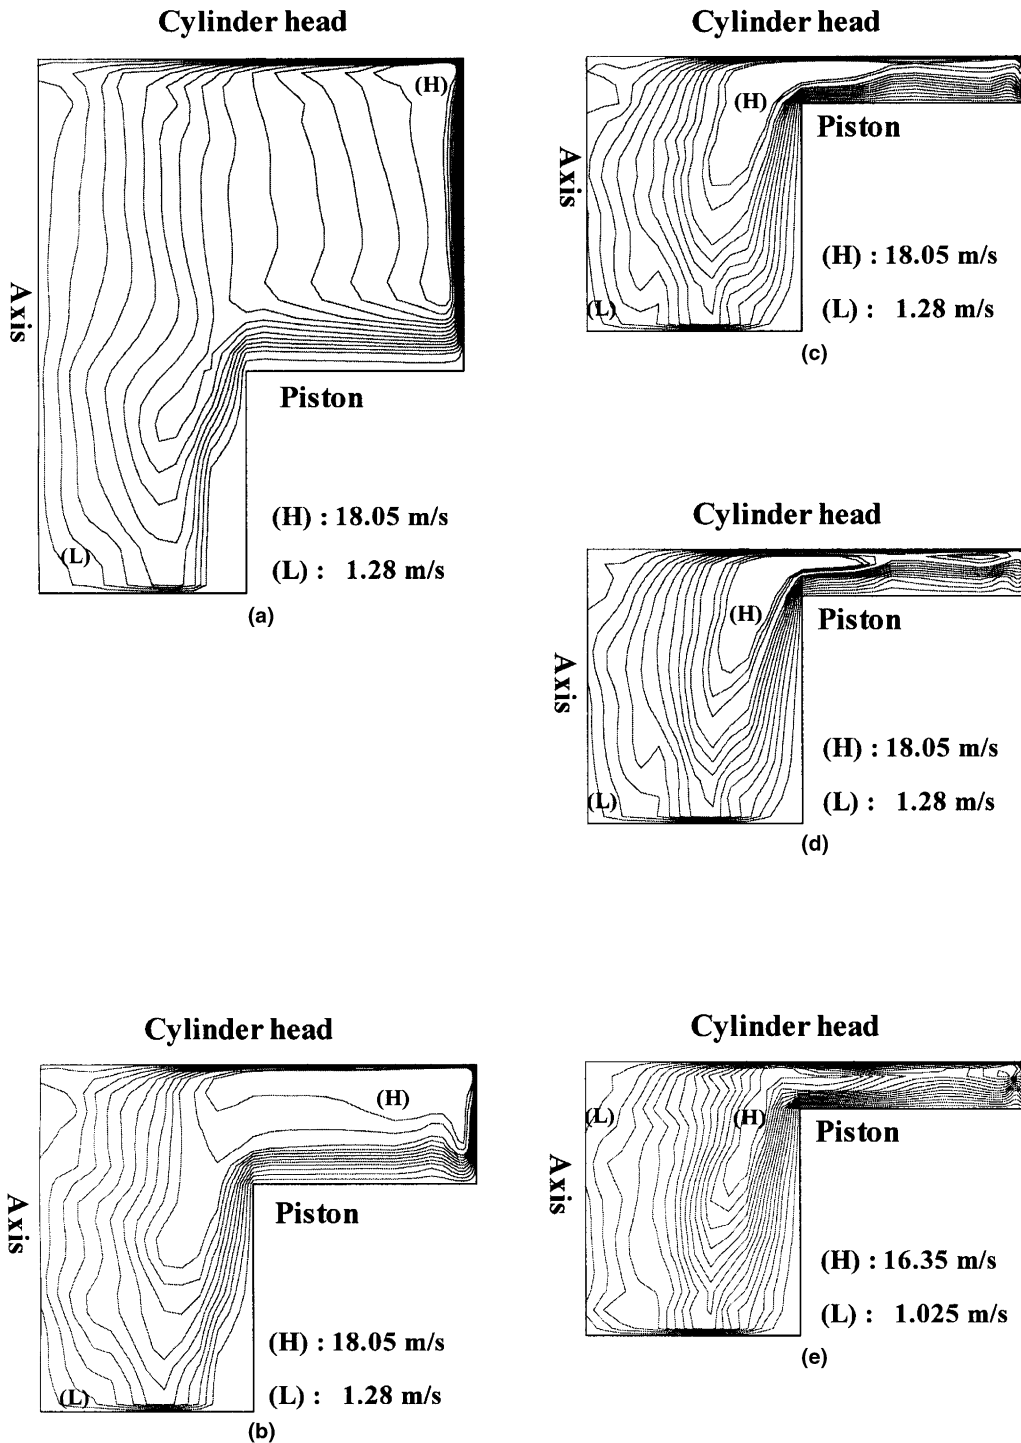 Cylinder head
(H)
Axis
Piston
(H) : 18.05 m/s
(L)
(L) : 1.28 m/s
(a)
Cylinder head
(H)
Axis
Piston
(H) : 18.05 m/s
(L)
(L) : 1.28 m/s
(b)
Cylinder head
(H)
Piston
Axis
(H) : 18.05 m/s
(L)
(L) : 1.28 m/s
(c)
Cylinder head
(H)
Piston
Axis
(H) : 18.05 m/s
(L)
(L) : 1.28 m/s
(d)
Cylinder head
(L)
(H)
Piston
Axis
(H) : 16.35 m/s
(L) : 1.025 m/s
(e)